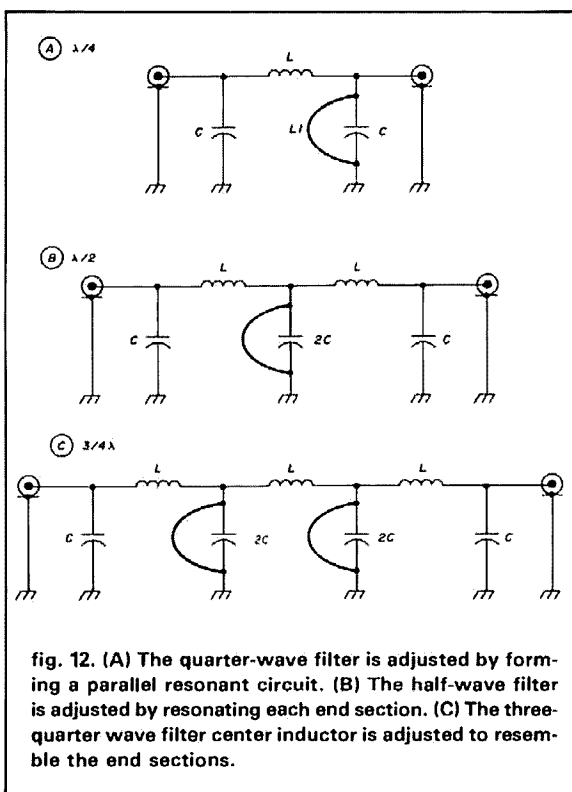 A λ/4
L
C
L1
C
B λ/2
L
L
C
2C
C
C 3/4λ
L
L
L
C
2C
2C
C
fig. 12. (A) The quarter-wave filter is adjusted by form-
ing a parallel resonant circuit. (B) The half-wave filter
is adjusted by resonating each end section. (C) The three-
quarter wave filter center inductor is adjusted to resem-
ble the end sections.